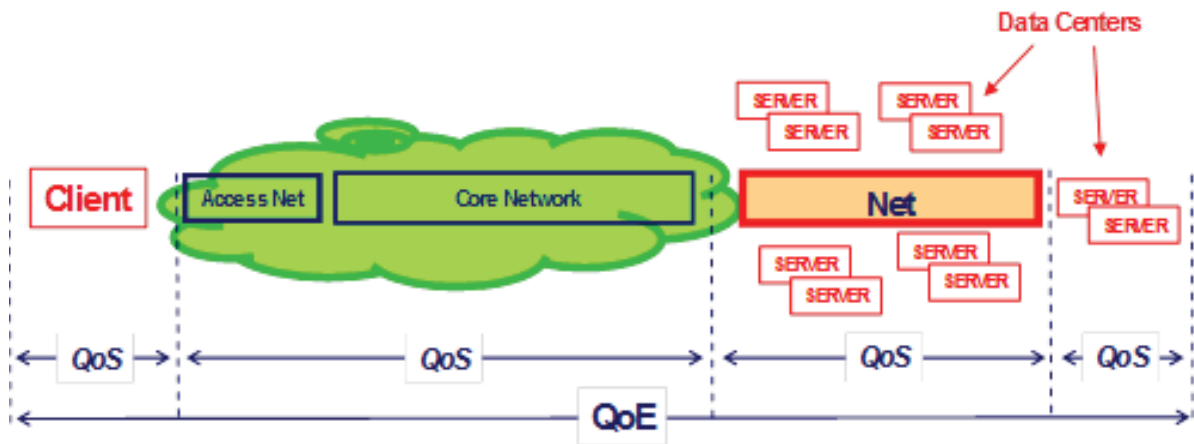 Data Centers
SERVER
SERVER
SERVER
SERVER
Client
Access Net
Core Network
Net
SERVER
SERVER
SERVER
SERVER
SERVER
SERVER
QoS
QoS
QoS
QoS
QoE